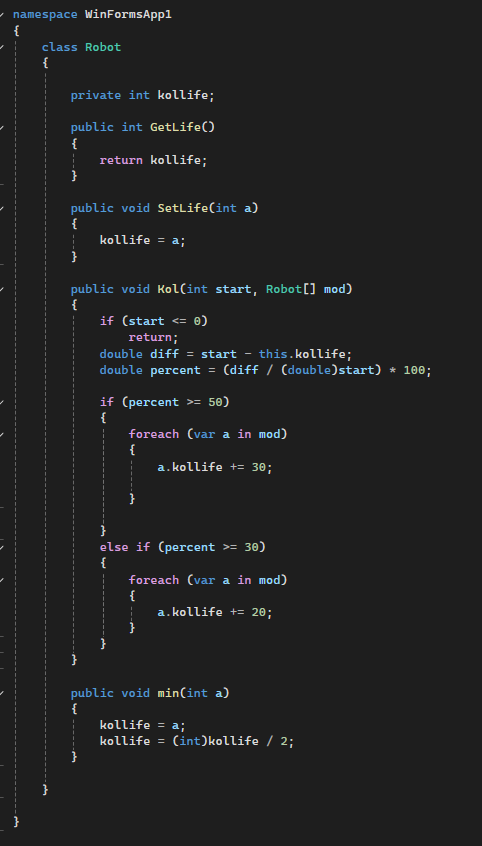 namespace WinFormsApp1
{
    class Robot
    {
        private int kollife;
        public int GetLife()
        {
            return kollife;
        }
        public void SetLife(int a)
        {
            kollife = a;
        }
        public void Kol(int start, Robot[] mod)
        {
            if (start <= 0)
                return;
            double diff = start - this.kollife;
            double percent = (diff / (double)start) * 100;
            if (percent >= 50)
            {
                foreach (var a in mod)
                {
                    a.kollife += 30;
                }
            }
            else if (percent >= 30)
            {
                foreach (var a in mod)
                {
                    a.kollife += 20;
                }
            }
        }
        public void min(int a)
        {
            kollife = a;
            kollife = (int)kollife / 2;
        }
    }
}